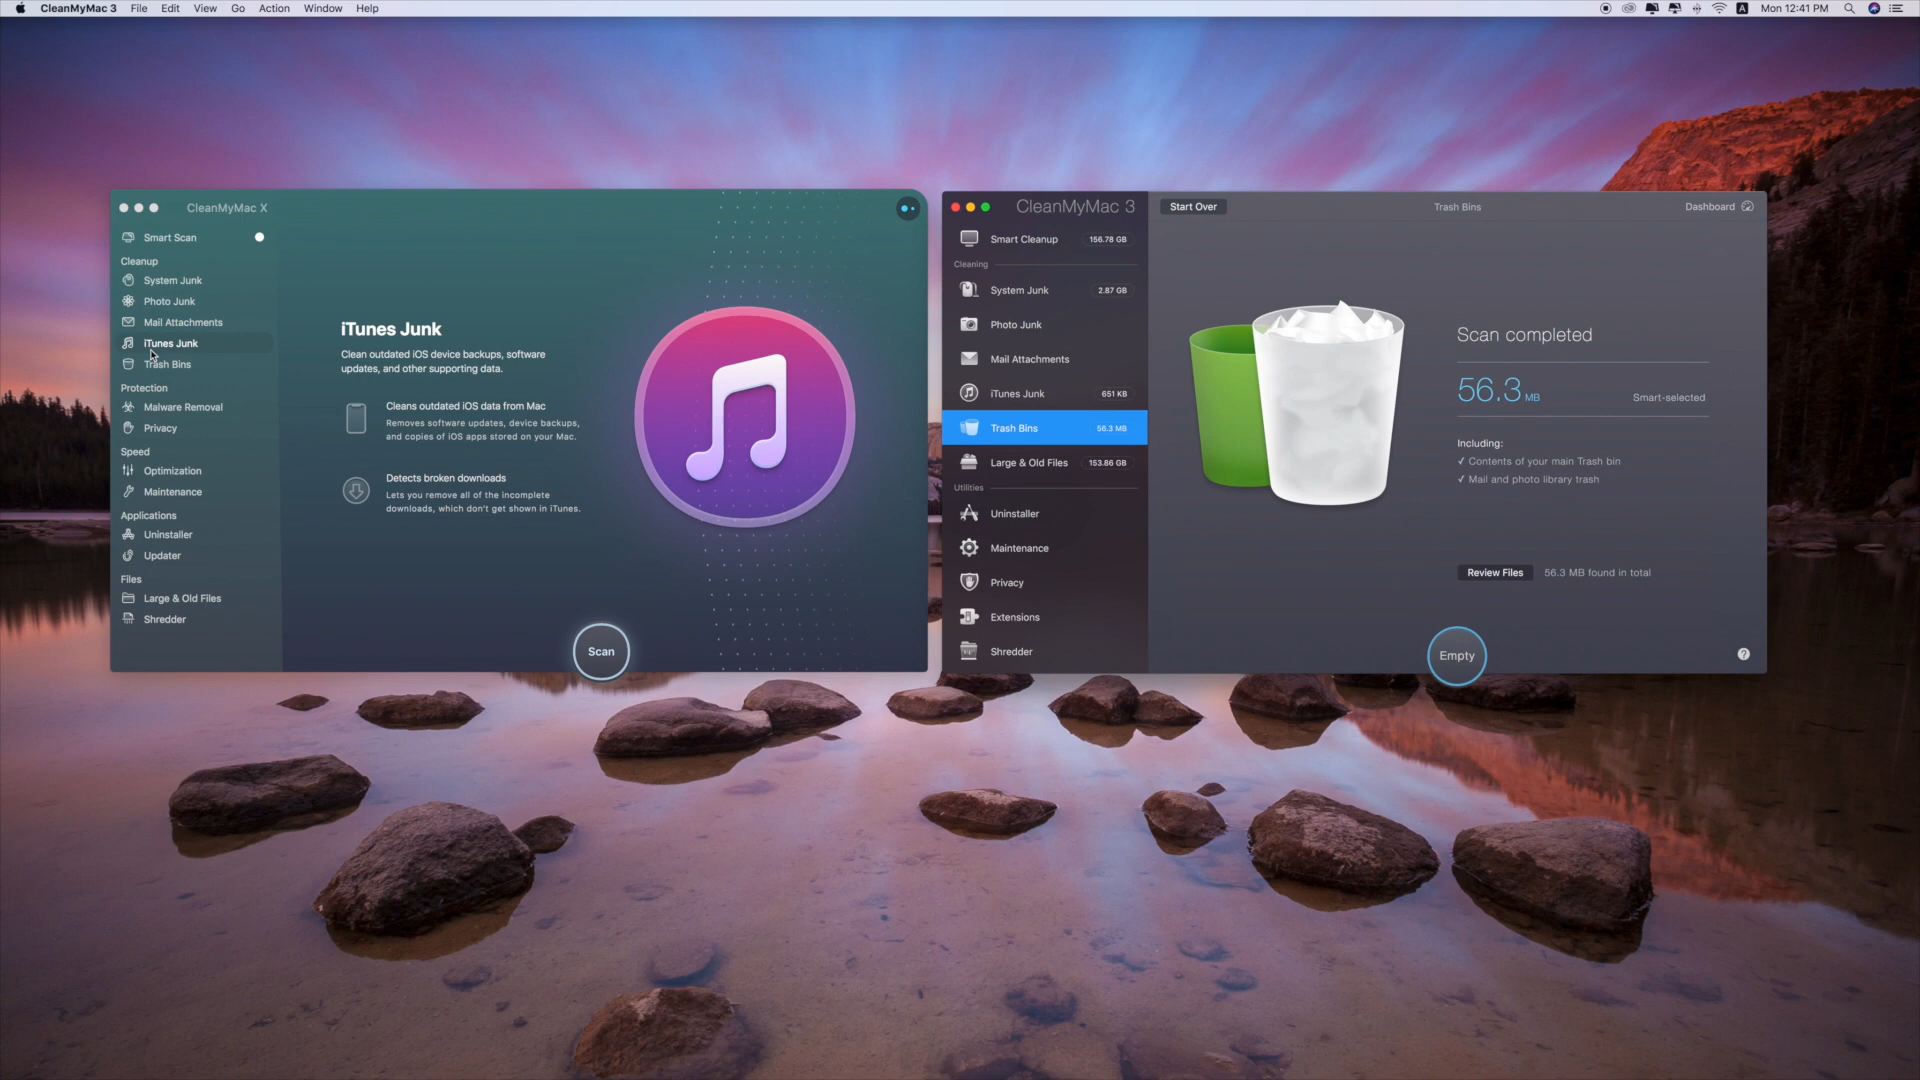 CleanMyMac 3 File Edit View Go Action Window Help
A Mon 12:41 PM
CleanMyMac X
Smart Scan
Cleanup
System Junk
Photo Junk
Mail Attachments
iTunes Junk
Trash Bins
Protection
Malware Removal
Privacy
Speed
Optimization
Maintenance
Applications
Uninstaller
Updater
Files
Large & Old Files
Shredder
iTunes Junk
Clean outdated iOS device backups, software
updates, and other supporting data.
Cleans outdated iOS data from Mac
Removes software updates, device backups,
and copies of iOS apps stored on your Mac.
Detects broken downloads
Lets you remove all of the incomplete
downloads, which don't get shown in iTunes.
Scan
CleanMyMac 3
Smart Cleanup 156.78 GB
Cleaning
System Junk 2.87 GB
Photo Junk
Mail Attachments
iTunes Junk 651 KB
Trash Bins 56.3 MB
Large & Old Files 153.86 GB
Utilities
Uninstaller
Maintenance
Privacy
Extensions
Shredder
Start Over
Trash Bins
Dashboard
Scan completed
56.3 MB
Smart-selected
Including:
✓ Contents of your main Trash bin
✓ Mail and photo library trash
Review Files
56.3 MB found in total
Empty
?